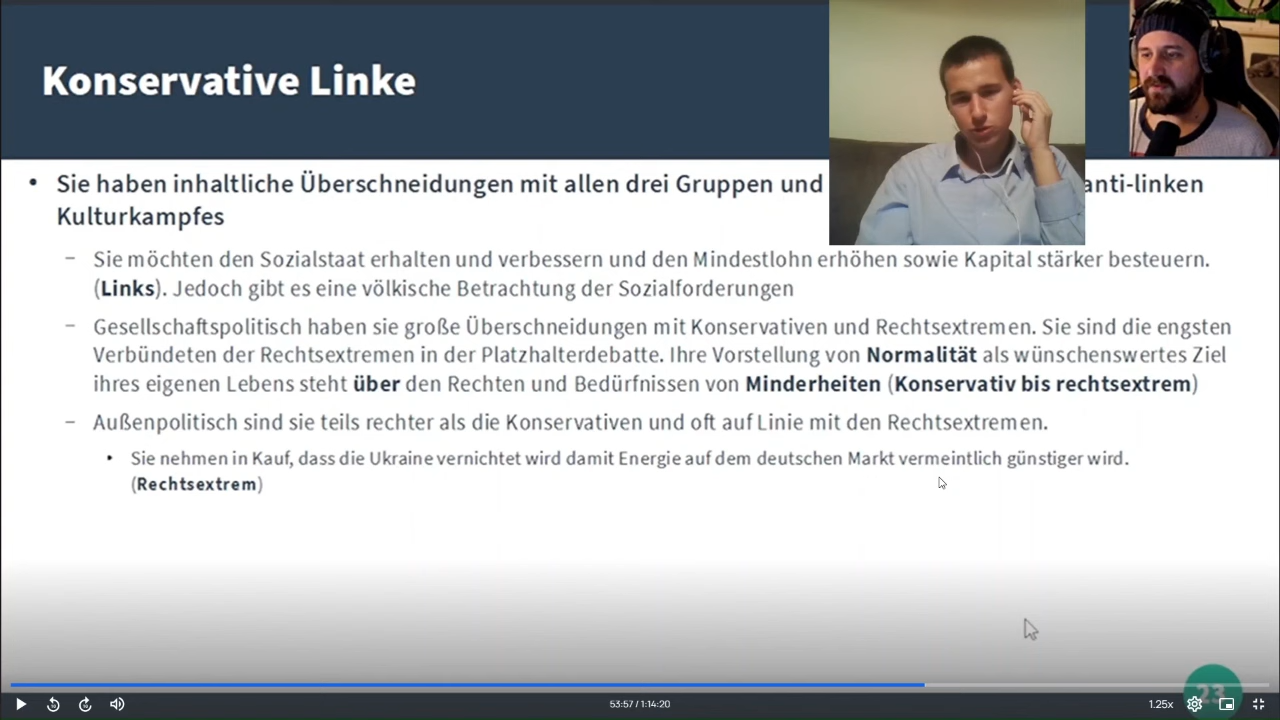 Konservative Linke
• Sie haben inhaltliche Überschneidungen mit allen drei Gruppen und anti-linken
Kulturkampfes
– Sie möchten den Sozialstaat erhalten und verbessern und den Mindestlohn erhöhen sowie Kapital stärker besteuern.
(Links). Jedoch gibt es eine völkische Betrachtung der Sozialforderungen
– Gesellschaftspolitisch haben sie große Überschneidungen mit Konservativen und Rechtsextremen. Sie sind die engsten
Verbündeten der Rechtsextremen in der Platzhalterdebatte. Ihre Vorstellung von Normalität als wünschenswertes Ziel
ihres eigenen Lebens steht über den Rechten und Bedürfnissen von Minderheiten (Konservativ bis rechtsextrem)
– Außenpolitisch sind sie teils rechter als die Konservativen und oft auf Linie mit den Rechtsextremen.
• Sie nehmen in Kauf, dass die Ukraine vernichtet wird damit Energie auf dem deutschen Markt vermeintlich günstiger wird.
(Rechtsextrem)
23
53:57 / 1:14:20
1.25x